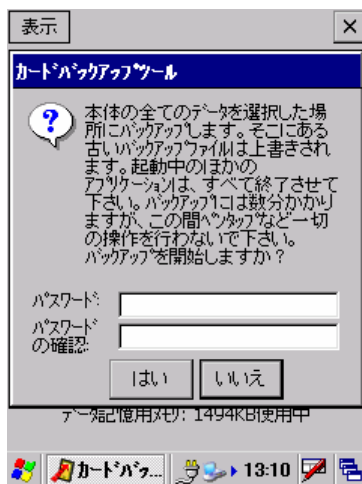 表示
ｶｰﾄﾞﾊﾞｯｸｱｯﾌﾟﾂｰﾙ
本体の全てのﾃﾞｰﾀを選択した場
所にﾊﾞｯｸｱｯﾌﾟします。そこにある
古いﾊﾞｯｸｱｯﾌﾟﾌｧｲﾙは上書きされ
ます。起動中のほかの
ｱﾌﾟﾘｹｰｼｮﾝは、すべて終了させて
下さい。ﾊﾞｯｸｱｯﾌﾟには数分かかり
ますが、この間ﾍﾟﾝﾀｯﾌﾟなど一切
の操作を行わないで下さい。
ﾊﾞｯｸｱｯﾌﾟを開始しますか？
ﾊﾟｽﾜｰﾄﾞ:
ﾊﾟｽﾜｰﾄﾞ
の確認:
はい
いいえ
ﾃﾞｰﾀ記憶用ﾒﾓﾘ: 1494KB使用中
ｶｰﾄﾞﾊﾞｯ...
13:10